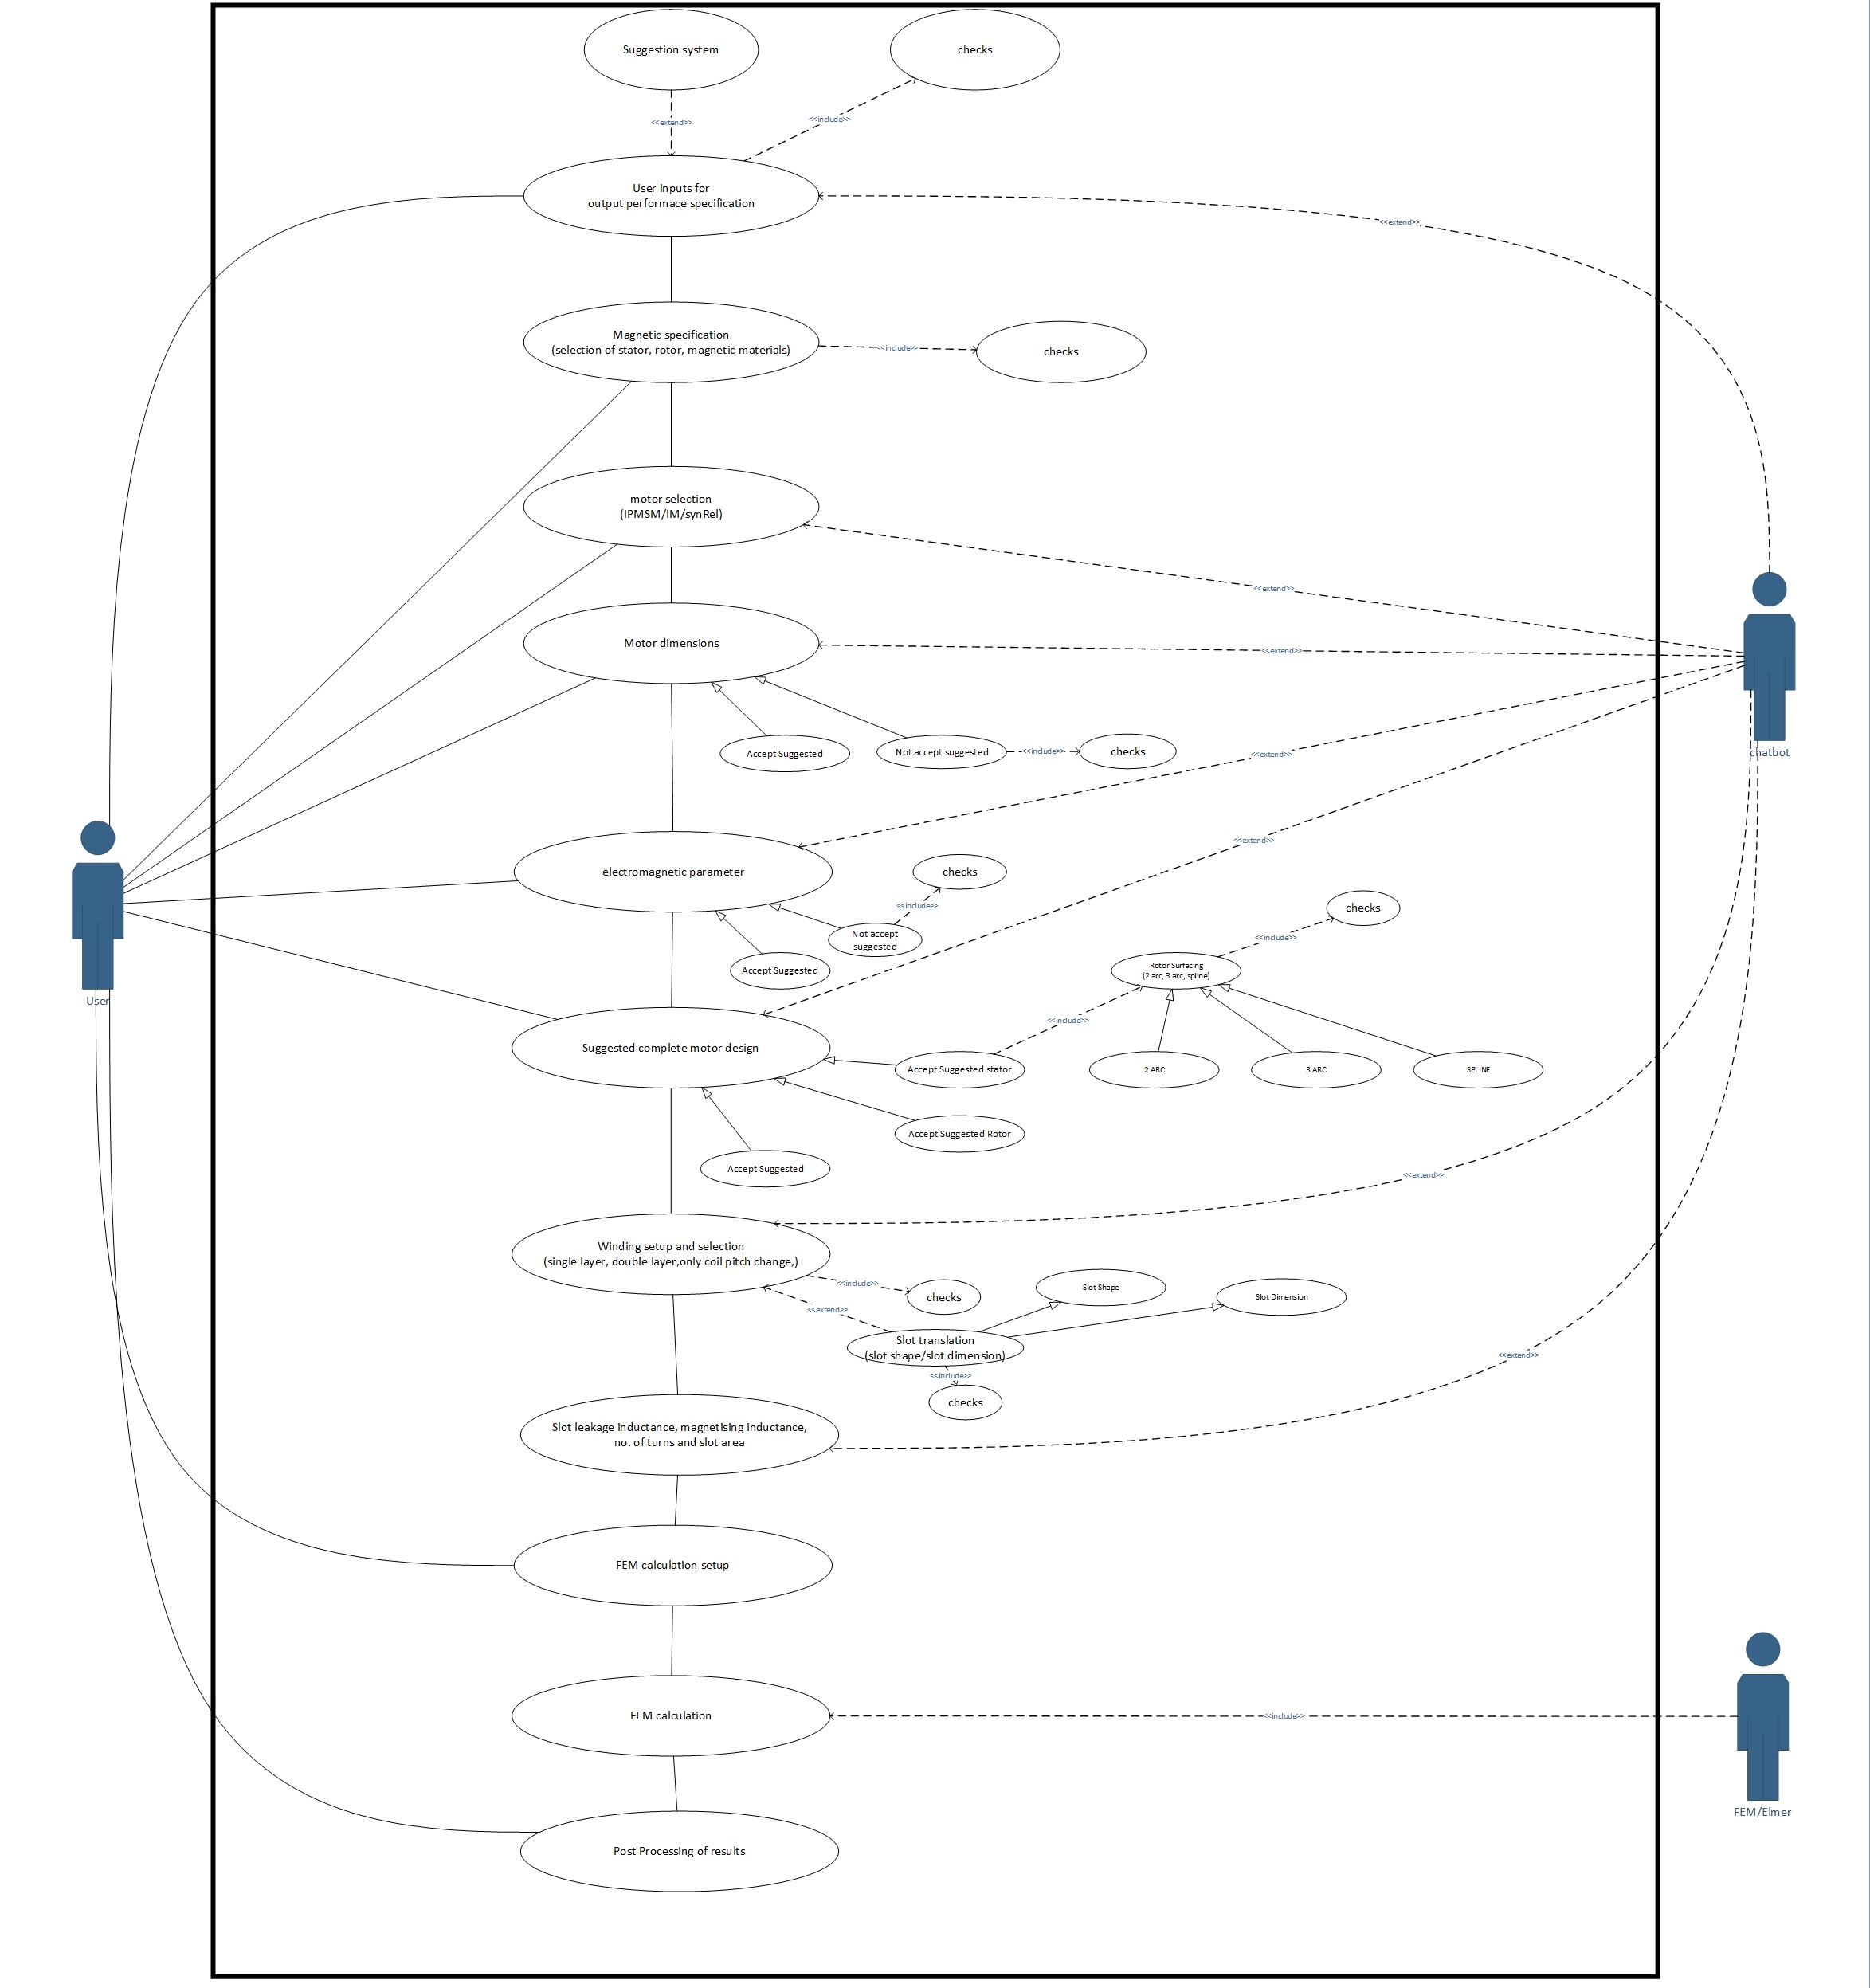 Suggestion system
checks
<<extend>>
<<include>>
User inputs for
output performace specification
<<extend>>
Magnetic specification
(selection of stator, rotor, magnetic materials)
<<include>>
checks
motor selection
(IPMSM/IM/synRel)
<<extend>>
Motor dimensions
<<extend>>
Accept Suggested
Not accept suggested
<<include>>
checks
chatbot
<<extend>>
<<extend>>
electromagnetic parameter
checks
<<include>>
Not accept
suggested
Accept Suggested
User
checks
<<include>>
Rotor Surfacing
(2 arc, 3 arc, spline)
<<include>>
Suggested complete motor design
Accept Suggested stator
2 ARC
3 ARC
SPLINE
Accept Suggested Rotor
Accept Suggested
<<extend>>
Winding setup and selection
(single layer, double layer,only coil pitch change,)
<<include>>
checks
Slot Shape
Slot Dimension
<<extend>>
Slot translation
(slot shape/slot dimension)
<<include>>
checks
<<extend>>
Slot leakage inductance, magnetising inductance,
no. of turns and slot area
FEM calculation setup
FEM calculation
<<include>>
FEM/Elmer
Post Processing of results